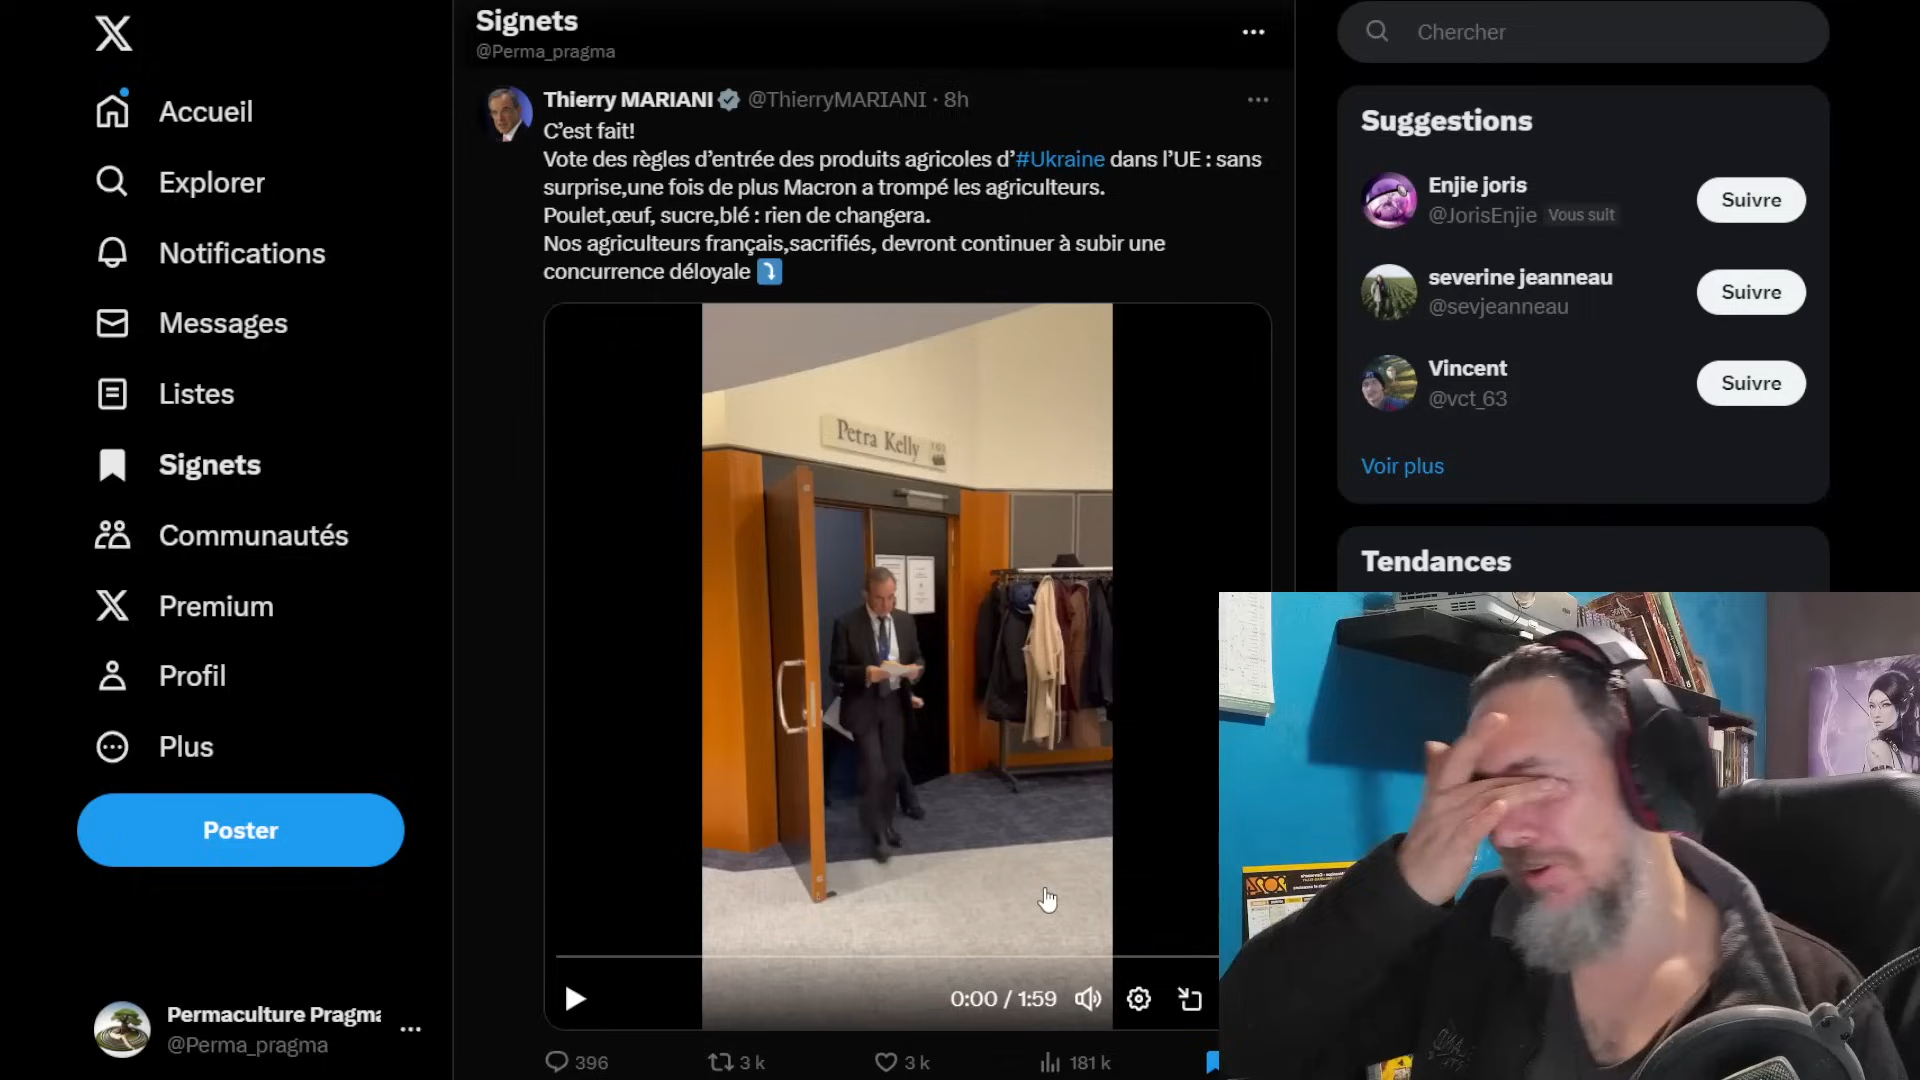 Accueil
Explorer
Notifications
Messages
Listes
Signets
Communautés
Premium
Profil
Plus
Poster
Permaculture Pragma
@Perma_pragma
Signets
@Perma_pragma
Thierry MARIANI @ThierryMARIANI · 8h
C'est fait!
Vote des règles d'entrée des produits agricoles d'#Ukraine dans l'UE : sans
surprise,une fois de plus Macron a trompé les agriculteurs.
Poulet,œuf, sucre,blé : rien de changera.
Nos agriculteurs français,sacrifiés, devront continuer à subir une
concurrence déloyale
Petra Kelly
0:00 / 1:59
396
3 k
3 k
181 k
Chercher
Suggestions
Enjie joris
@JorisEnjie Vous suit
Suivre
severine jeanneau
@sevjeanneau
Suivre
Vincent
@vct_63
Suivre
Voir plus
Tendances